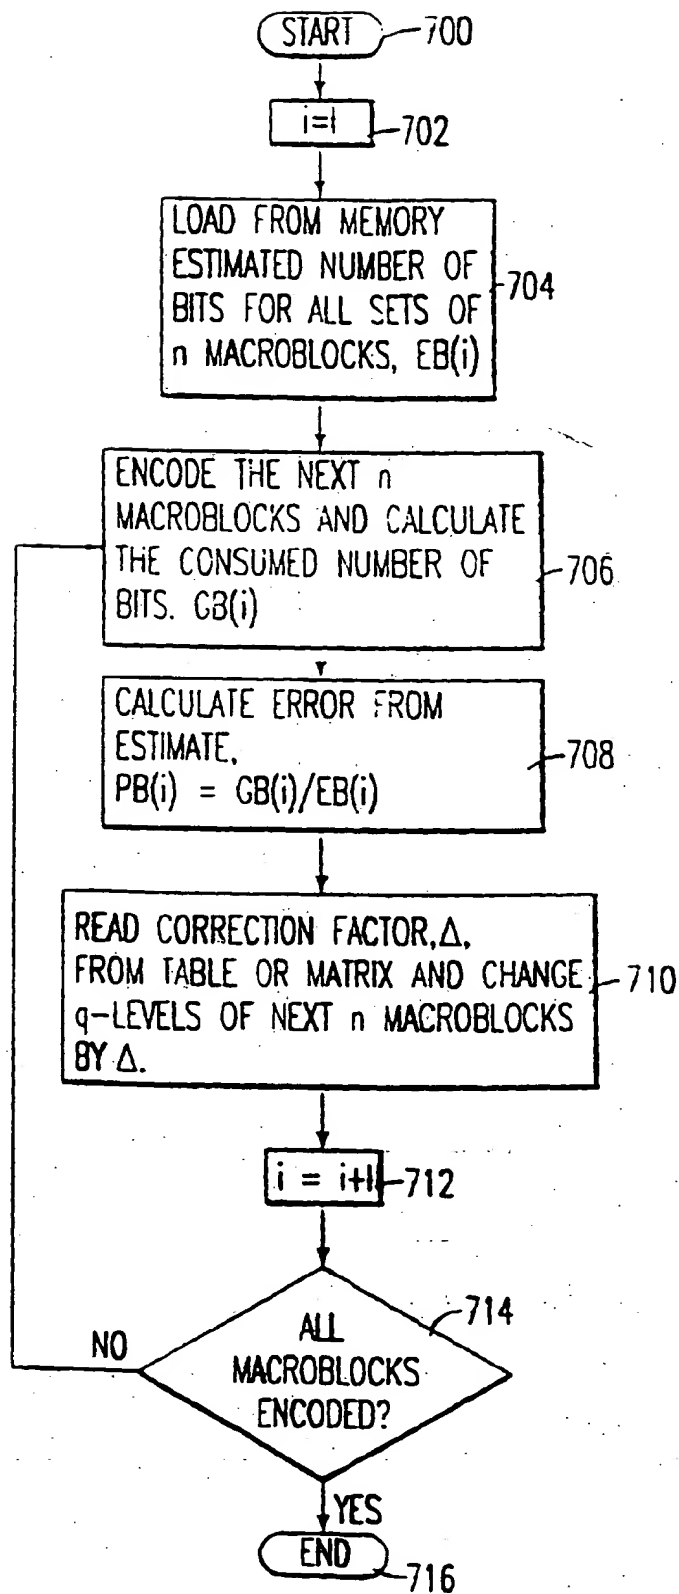 START 700
i=1 702
LOAD FROM MEMORY
ESTIMATED NUMBER OF
BITS FOR ALL SETS OF
n MACROBLOCKS, EB(i)
704
ENCODE THE NEXT n
MACROBLOCKS AND CALCULATE
THE CONSUMED NUMBER OF
BITS. GB(i)
706
CALCULATE ERROR FROM
ESTIMATE,
PB(i) = GB(i)/EB(i)
708
READ CORRECTION FACTOR,Δ,
FROM TABLE OR MATRIX AND CHANGE
q-LEVELS OF NEXT n MACROBLOCKS
BY Δ.
710
i = i+1 712
714
ALL
MACROBLOCKS
ENCODED?
NO
YES
END 716